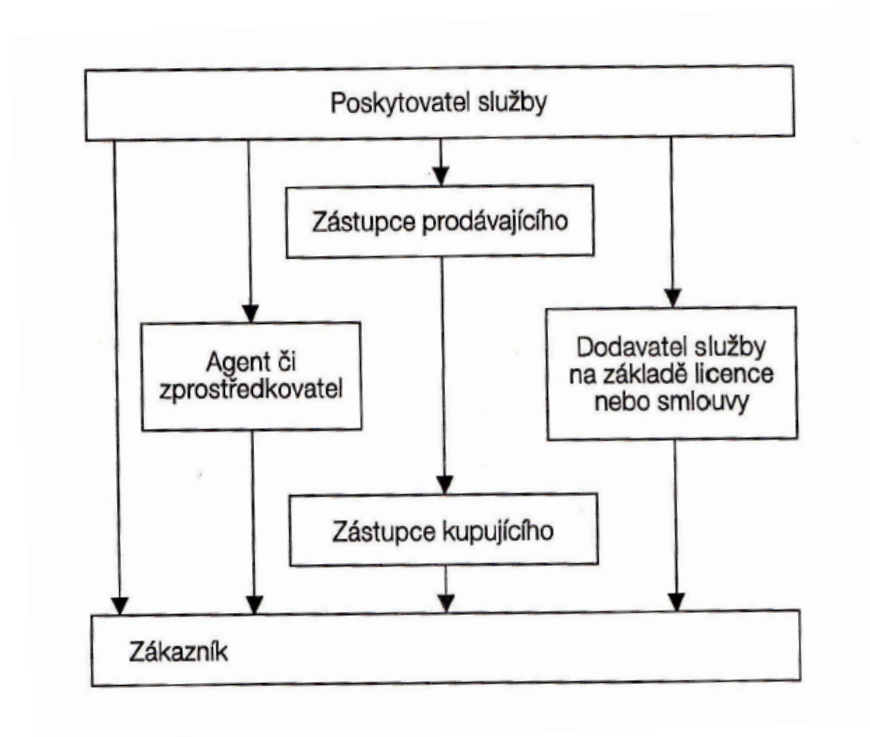 Poskytovatel služby
Zástupce prodávajícího
Agent či
zprostředkovatel
Dodavatel služby
na základě licence
nebo smlouvy
Zástupce kupujícího
Zákazník